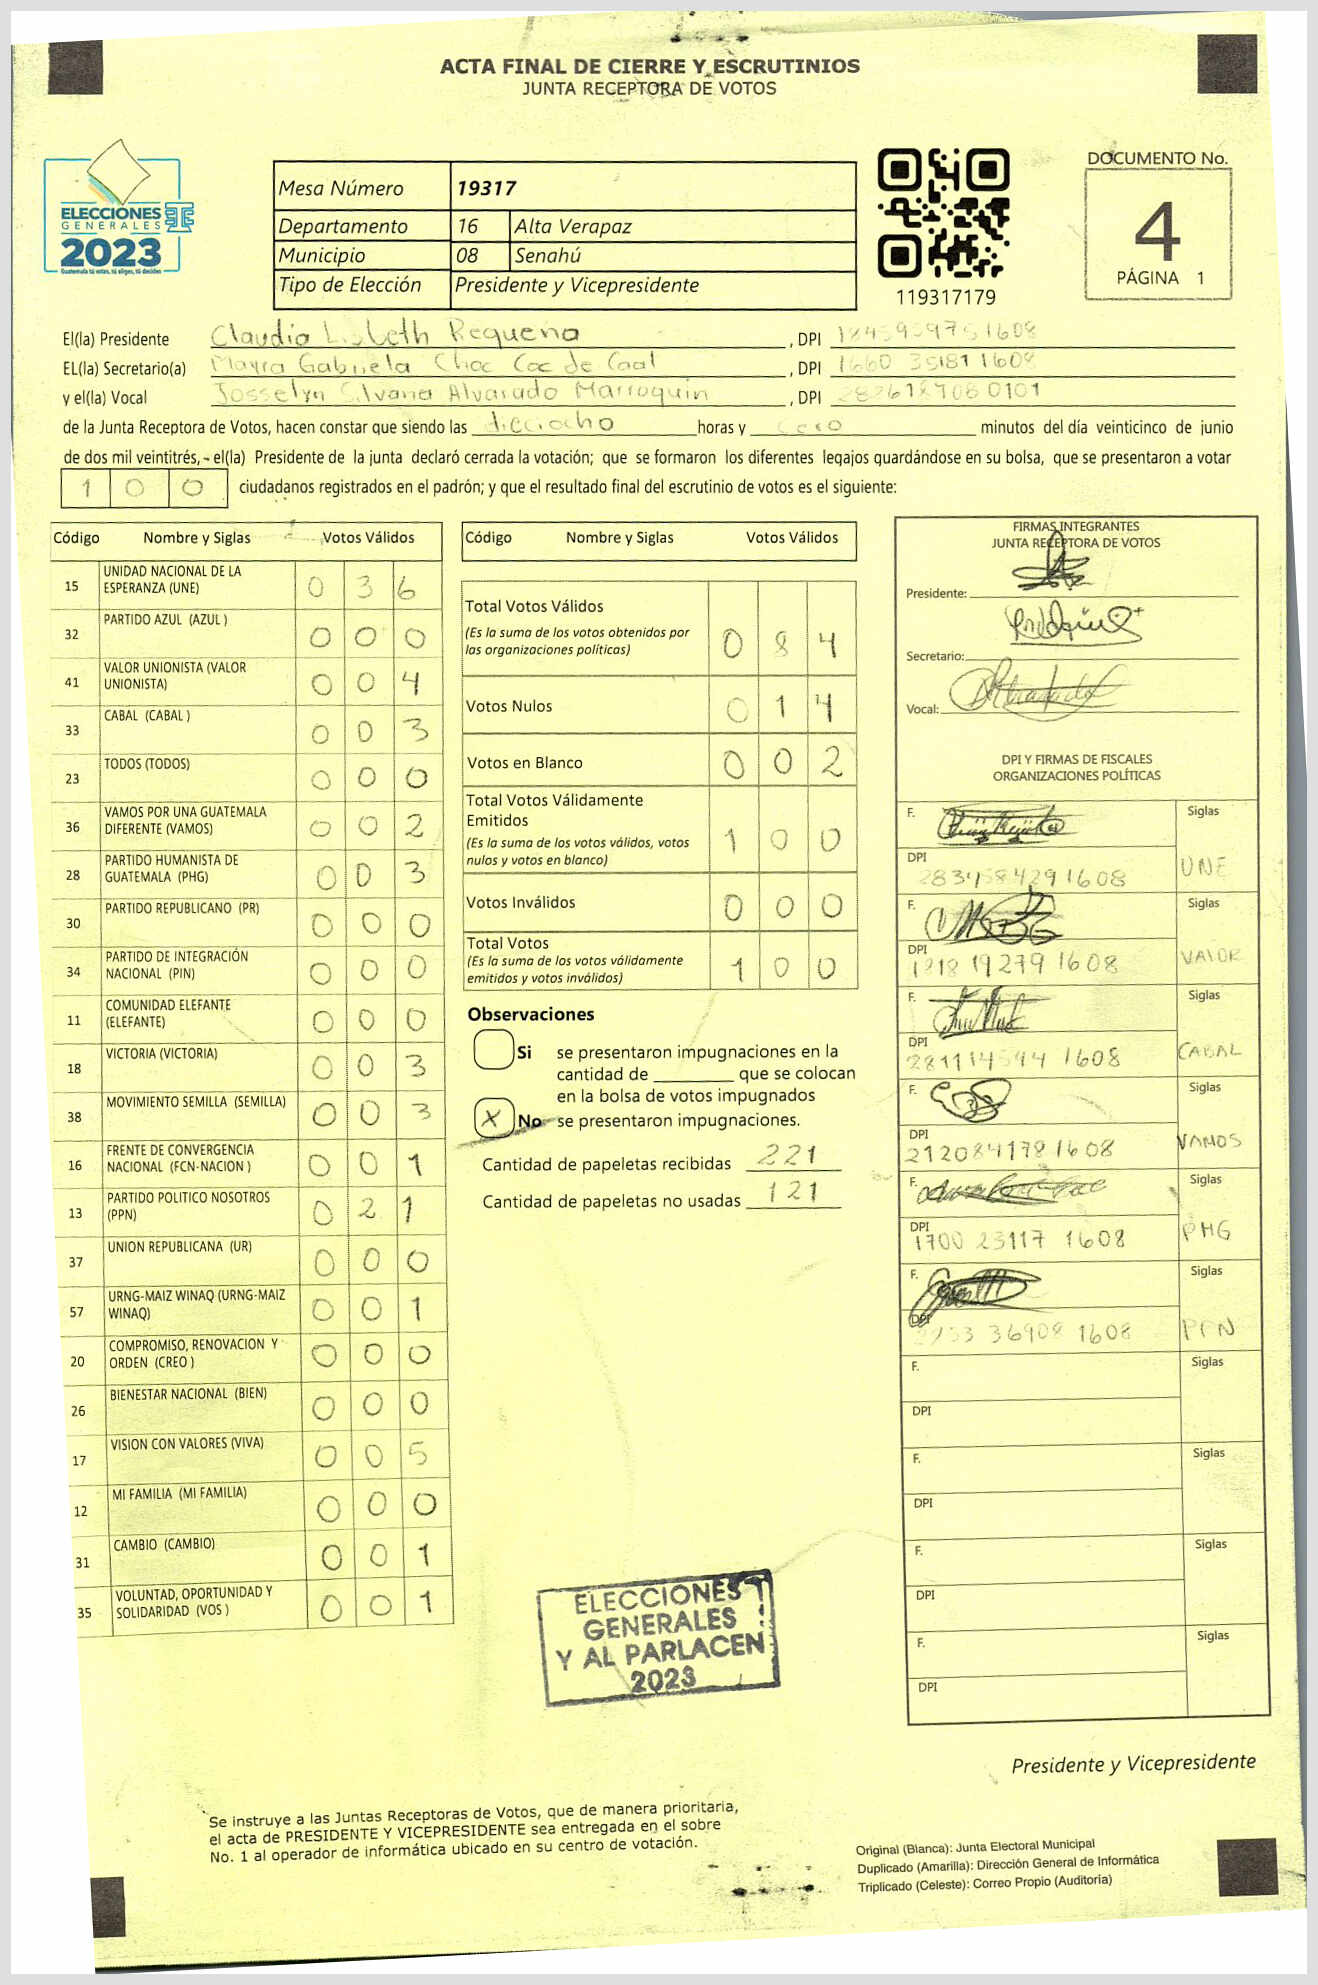 ACTA FINAL DE CIERRE Y ESCRUTINIOS
JUNTA RECEPTORA DE VOTOS
ELECCIONES
GENERALES
2023
Guatemala tú votas, tú eliges, tú decides
Mesa Número 19317
Departamento 16 Alta Verapaz
Municipio 08 Senahú
Tipo de Elección Presidente y Vicepresidente
119317179
DOCUMENTO No.
4
PÁGINA 1
El(la) Presidente Claudia Lisbeth Requena , DPI
EL(la) Secretario(a) Mayra Gabriela Choc Coc de Caal , DPI 1660 35181 1608
y el(la) Vocal Josselyn Silvana Alvarado Marroquin , DPI
de la Junta Receptora de Votos, hacen constar que siendo las dieciocho horas y cero minutos del día veinticinco de junio
de dos mil veintitrés, el(la) Presidente de la junta declaró cerrada la votación; que se formaron los diferentes legajos guardándose en su bolsa, que se presentaron a votar
1 0 0 ciudadanos registrados en el padrón; y que el resultado final del escrutinio de votos es el siguiente:
Código Nombre y Siglas Votos Válidos
15 UNIDAD NACIONAL DE LA ESPERANZA (UNE) 0 3 6
32 PARTIDO AZUL (AZUL ) 0 0 0
41 VALOR UNIONISTA (VALOR UNIONISTA) 0 0 4
33 CABAL (CABAL ) 0 0 3
23 TODOS (TODOS) 0 0 0
36 VAMOS POR UNA GUATEMALA DIFERENTE (VAMOS) 0 0 2
28 PARTIDO HUMANISTA DE GUATEMALA (PHG) 0 0 3
30 PARTIDO REPUBLICANO (PR) 0 0 0
34 PARTIDO DE INTEGRACIÓN NACIONAL (PIN) 0 0 0
11 COMUNIDAD ELEFANTE (ELEFANTE) 0 0 0
18 VICTORIA (VICTORIA) 0 0 3
38 MOVIMIENTO SEMILLA (SEMILLA) 0 0 3
16 FRENTE DE CONVERGENCIA NACIONAL (FCN-NACION ) 0 0 1
13 PARTIDO POLITICO NOSOTROS (PPN) 0 2 1
37 UNION REPUBLICANA (UR) 0 0 0
57 URNG-MAIZ WINAQ (URNG-MAIZ WINAQ) 0 0 1
20 COMPROMISO, RENOVACION Y ORDEN (CREO ) 0 0 0
26 BIENESTAR NACIONAL (BIEN) 0 0 0
17 VISION CON VALORES (VIVA) 0 0 5
12 MI FAMILIA (MI FAMILIA) 0 0 0
31 CAMBIO (CAMBIO) 0 0 1
35 VOLUNTAD, OPORTUNIDAD Y SOLIDARIDAD (VOS ) 0 0 1
Código Nombre y Siglas Votos Válidos
Total Votos Válidos
(Es la suma de los votos obtenidos por
las organizaciones políticas) 0 8 4
Votos Nulos 0 1 4
Votos en Blanco 0 0 2
Total Votos Válidamente
Emitidos
(Es la suma de los votos válidos, votos
nulos y votos en blanco) 1 0 0
Votos Inválidos 0 0 0
Total Votos
(Es la suma de los votos válidamente
emitidos y votos inválidos) 1 0 0
Observaciones
Si se presentaron impugnaciones en la
cantidad de ________ que se colocan
en la bolsa de votos impugnados
X No se presentaron impugnaciones.
Cantidad de papeletas recibidas 221
Cantidad de papeletas no usadas 121
FIRMAS INTEGRANTES
JUNTA RECEPTORA DE VOTOS
Presidente:
Secretario:
Vocal:
DPI Y FIRMAS DE FISCALES
ORGANIZACIONES POLÍTICAS
F. Siglas
DPI UNE
F. Siglas
DPI VALOR
F. Siglas
DPI CABAL
F. Siglas
DPI 2120841781608 VAMOS
F. Siglas
DPI 1700 23117 1608 PHG
F. Siglas
DPI PPN
F. Siglas
DPI
F. Siglas
DPI
F. Siglas
DPI
F. Siglas
DPI
ELECCIONES
GENERALES
Y AL PARLACEN
2023
Presidente y Vicepresidente
Se instruye a las Juntas Receptoras de Votos, que de manera prioritaria,
el acta de PRESIDENTE Y VICEPRESIDENTE sea entregada en el sobre
No. 1 al operador de informática ubicado en su centro de votación.
Original (Blanca): Junta Electoral Municipal
Duplicado (Amarilla): Dirección General de Informática
Triplicado (Celeste): Correo Propio (Auditoría)